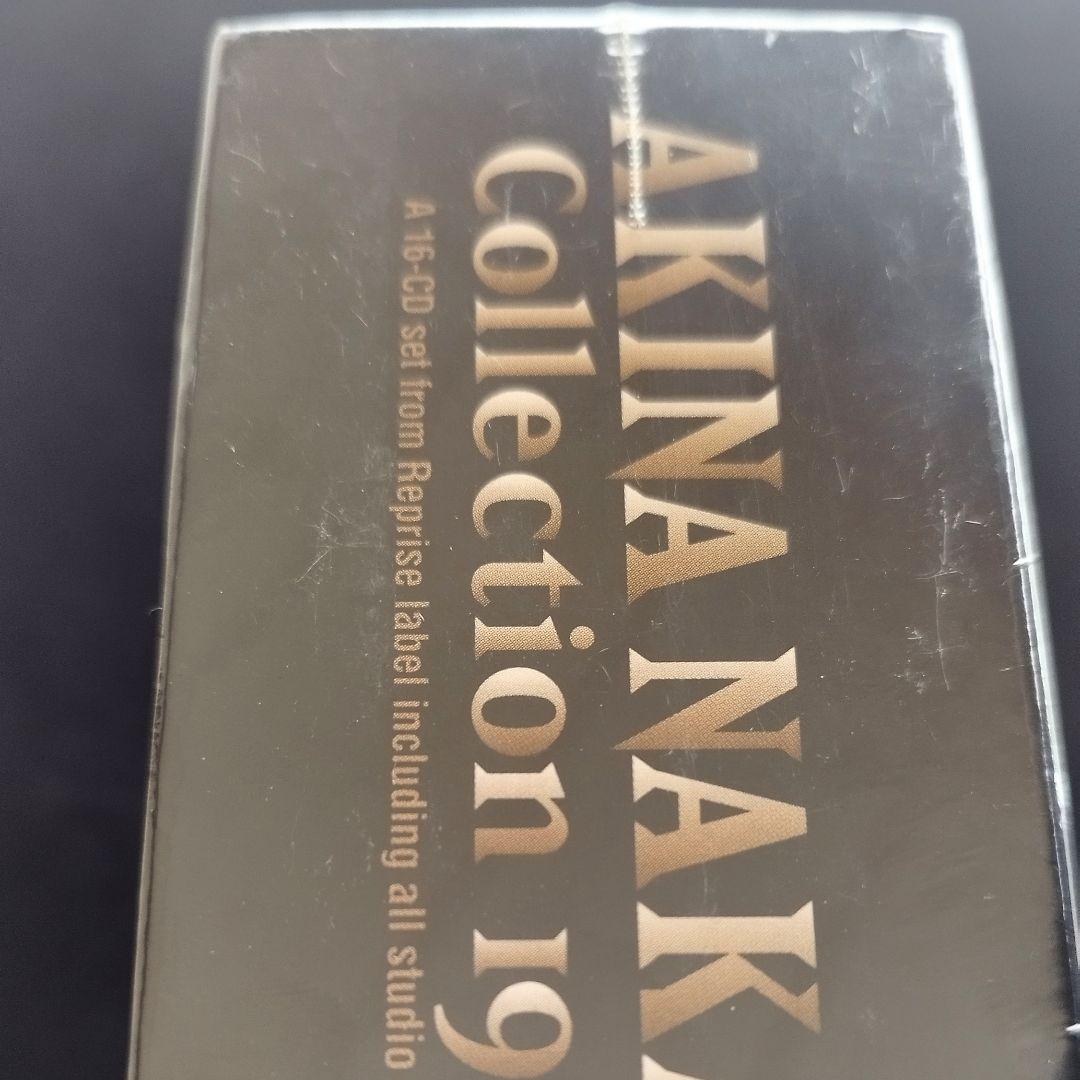 AKINA NAKA
Collection 19
A 16-CD set from Reprise label including all studio